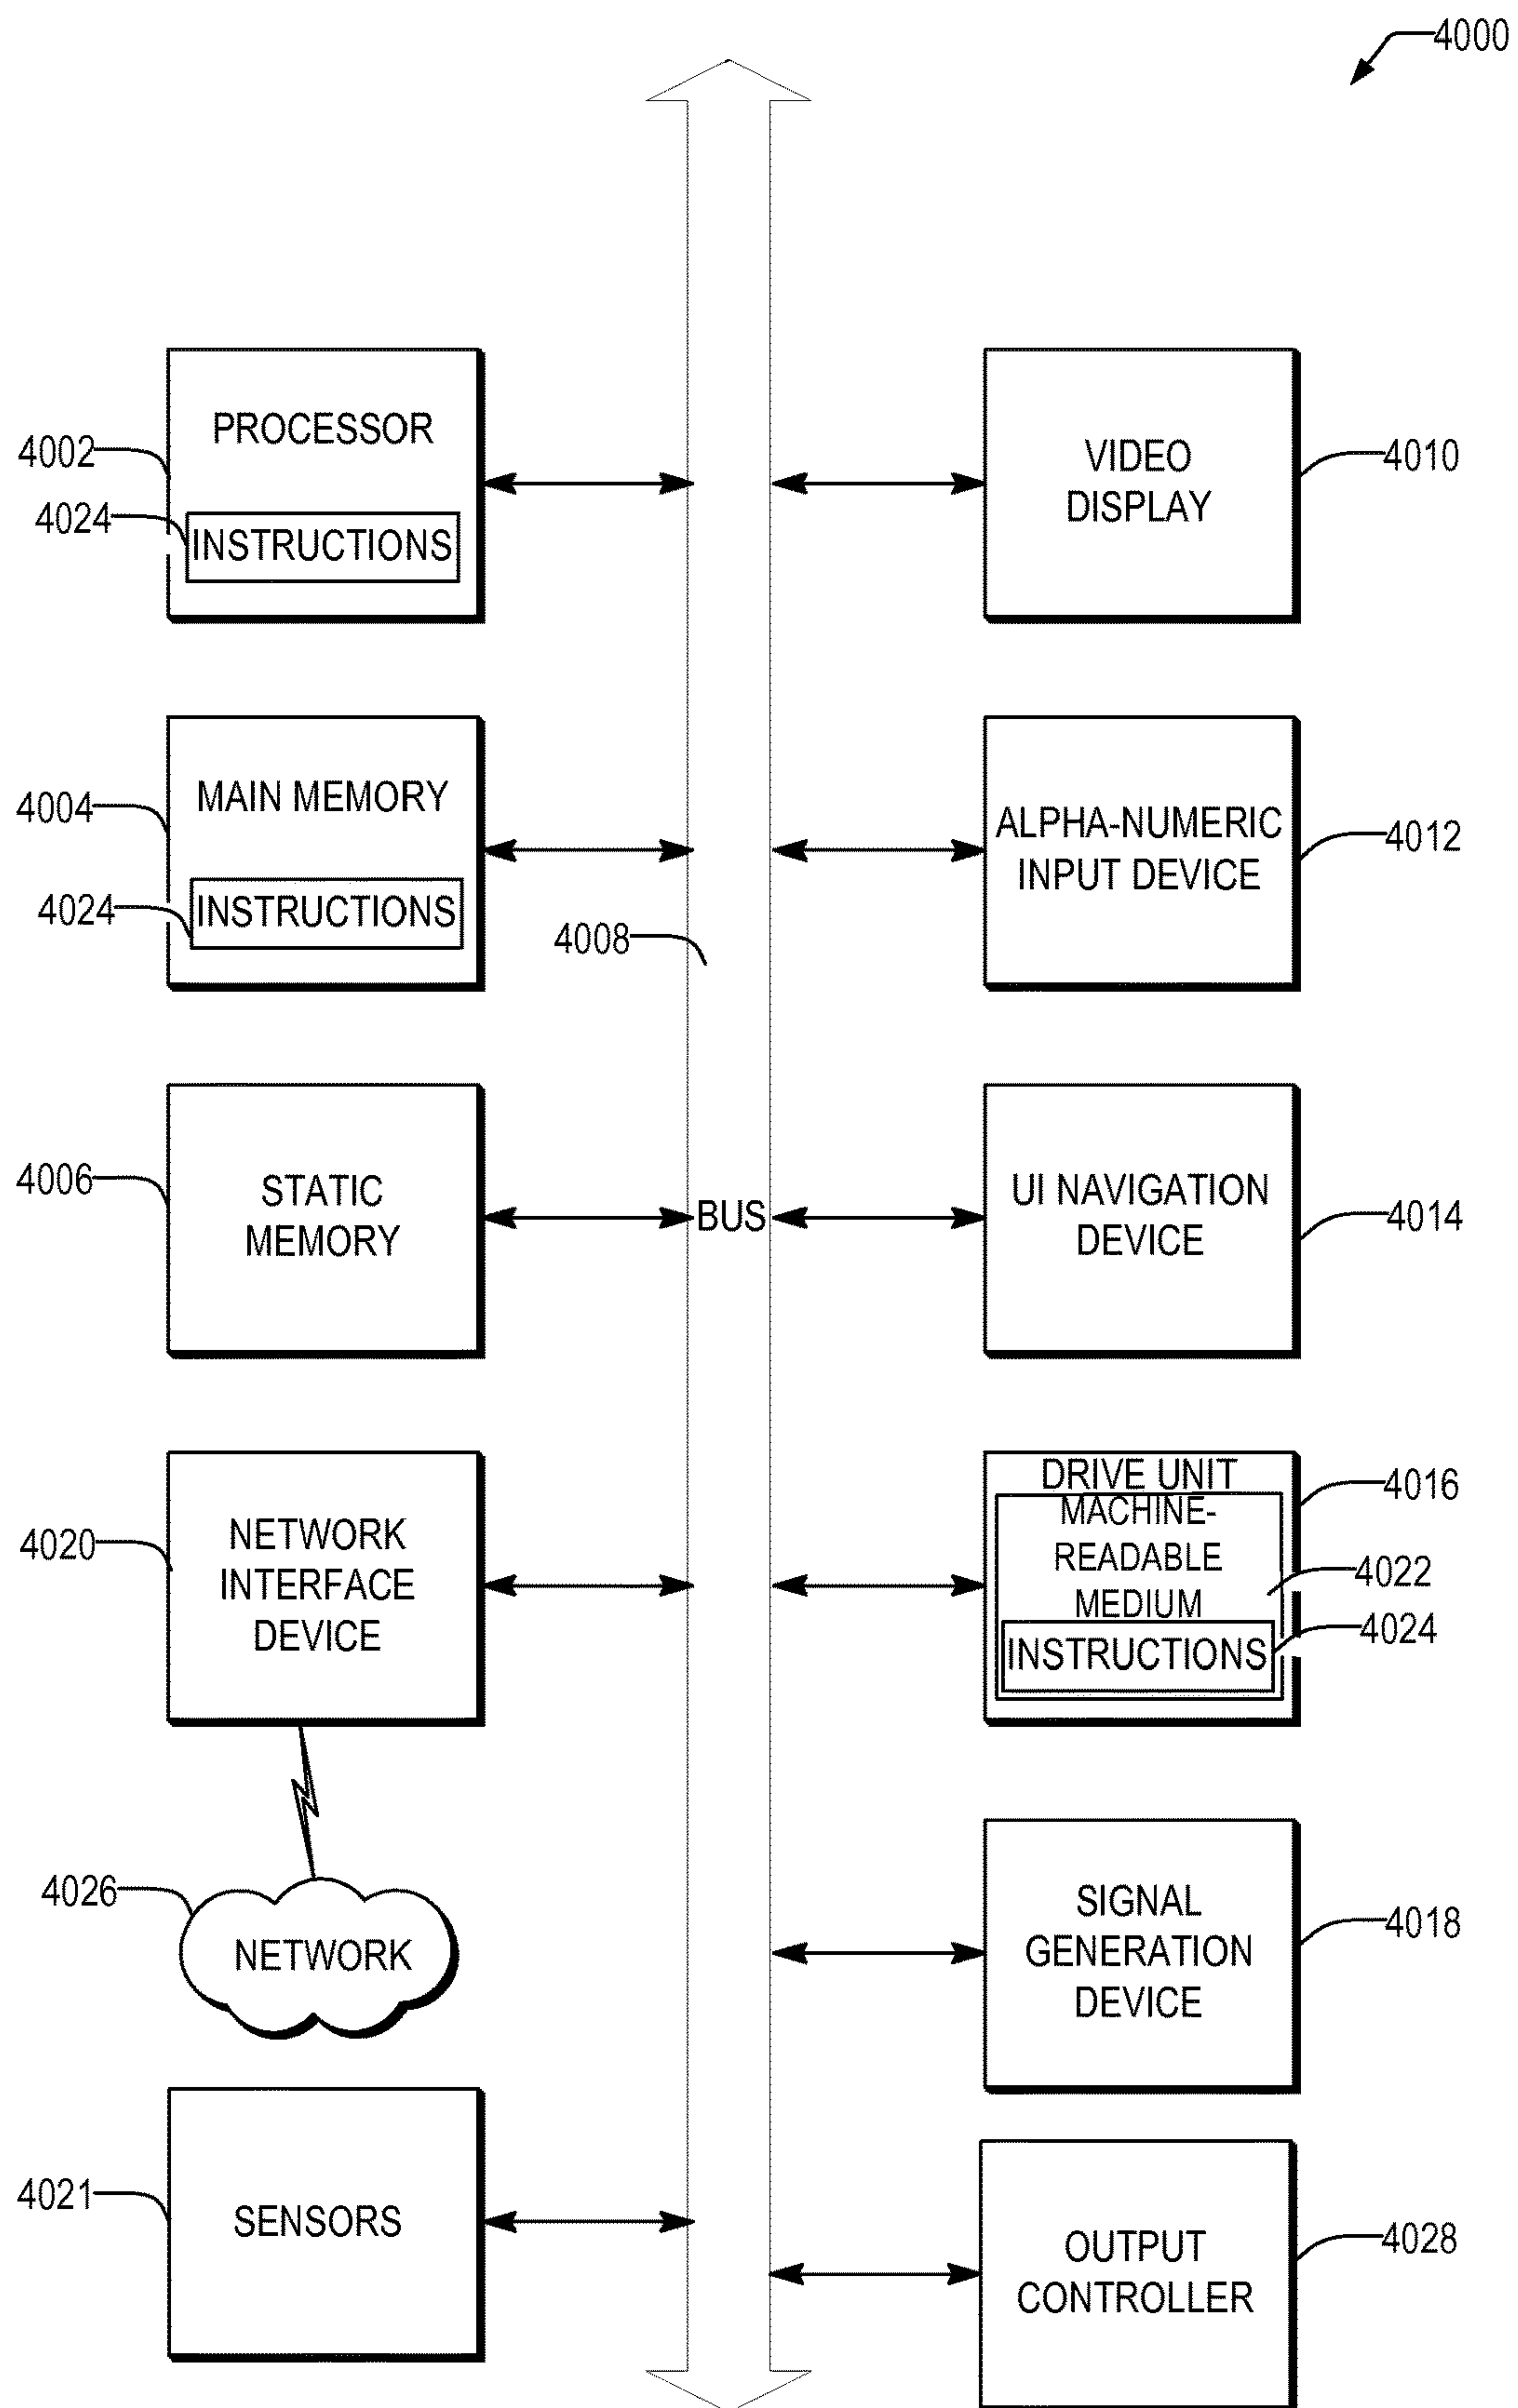 4000
PROCESSOR
4002
4024
INSTRUCTIONS
VIDEO
DISPLAY
4010
MAIN MEMORY
4004
4024
INSTRUCTIONS
4008
ALPHA-NUMERIC
INPUT DEVICE
4012
4006
STATIC
MEMORY
BUS
UI NAVIGATION
DEVICE
4014
4020
NETWORK
INTERFACE
DEVICE
DRIVE UNIT
4016
MACHINE-
READABLE
MEDIUM
4022
INSTRUCTIONS
4024
4026
NETWORK
SIGNAL
GENERATION
DEVICE
4018
4021
SENSORS
OUTPUT
CONTROLLER
4028